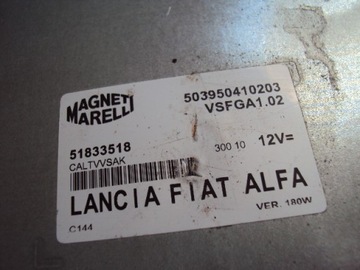 MAGNETI
MARELLI
503950410203
VSFGA1.02
51833518
CALTVVSAK
300 10
12V=
LANCIA FIAT ALFA
C144
VER. 180W